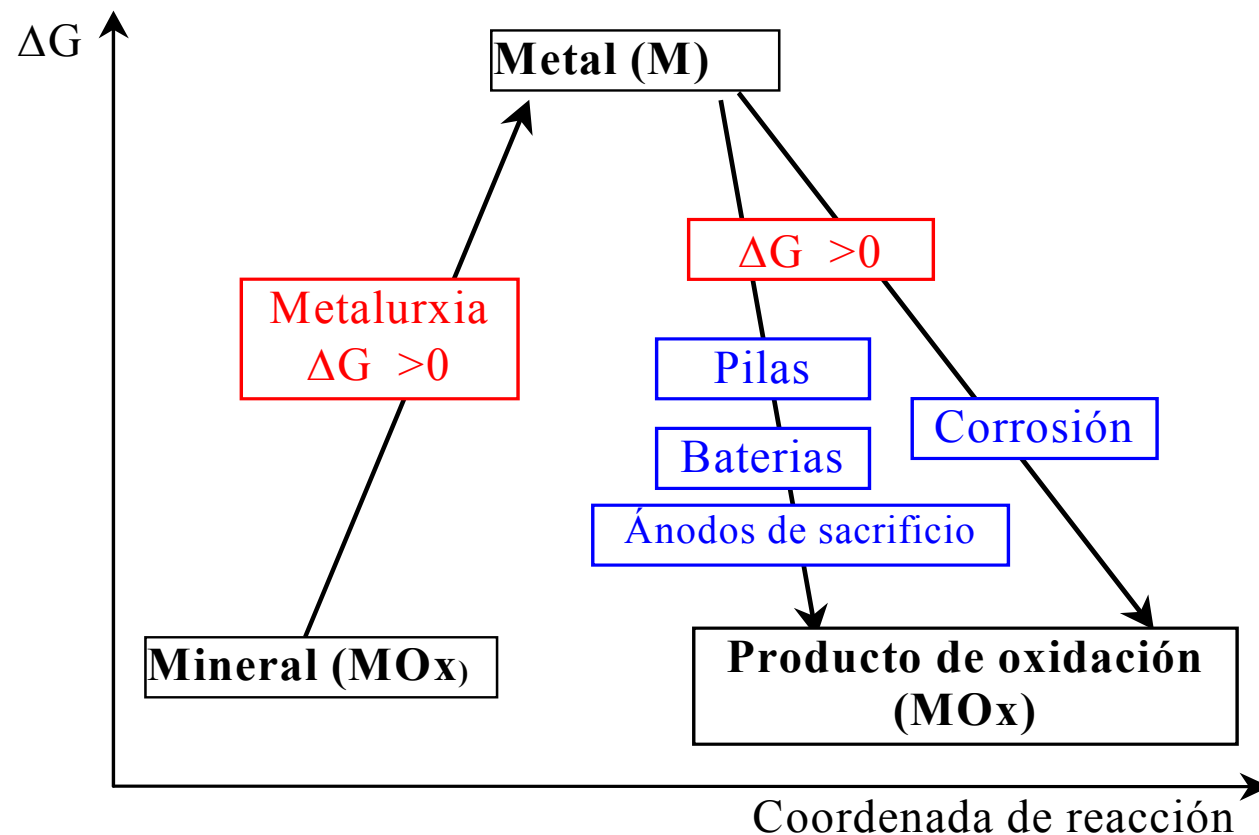 ΔG
Metal (M)
ΔG >0
Metalurxia
ΔG >0
Pilas
Corrosión
Baterias
Ánodos de sacrificio
Mineral (MOx)
Producto de oxidación
(MOx)
Coordenada de reacción